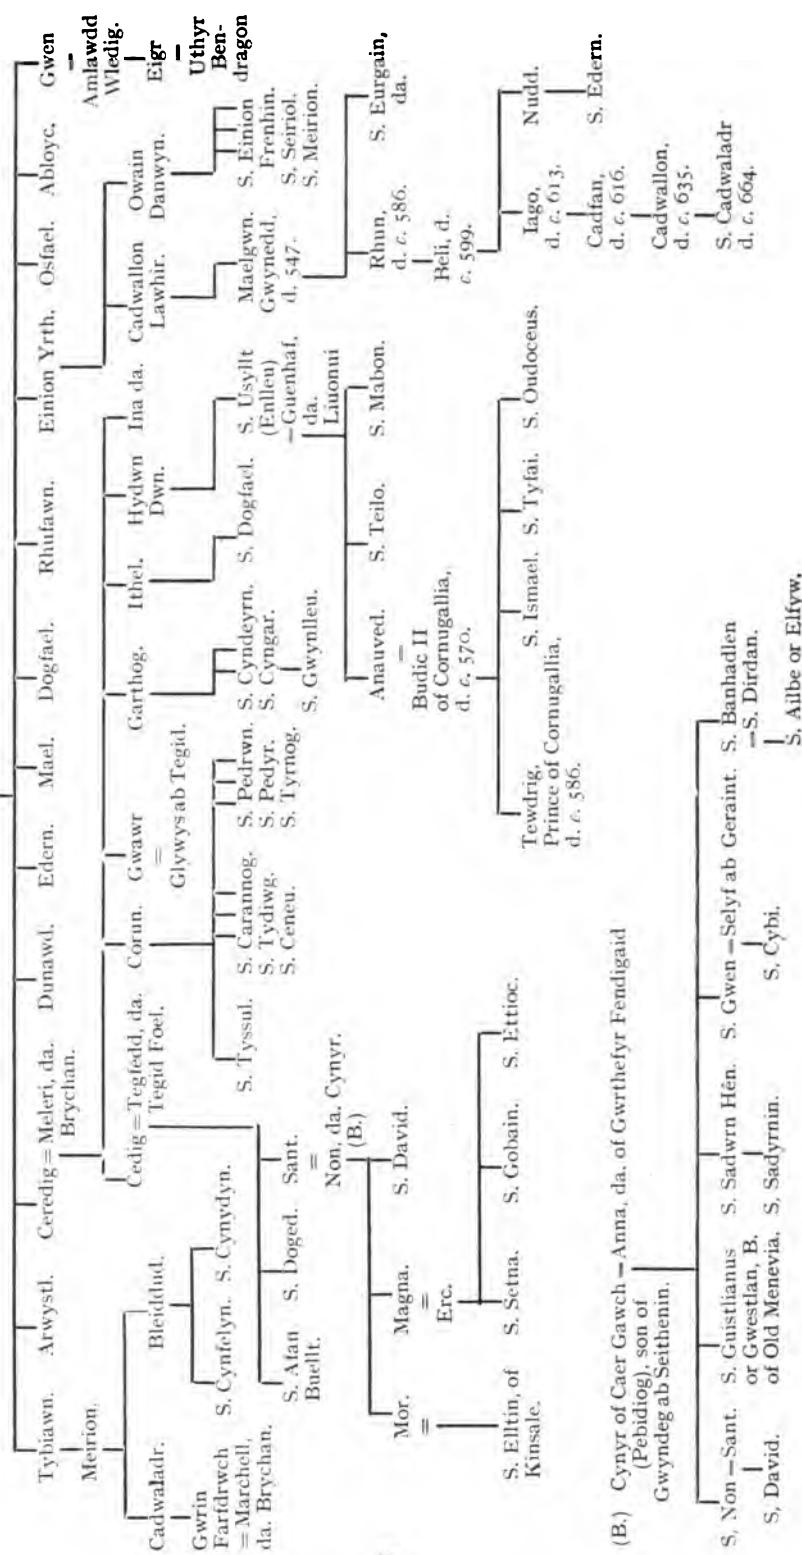 Tybiawn. Arwystl. Ceredig = Meleri, da. Dunawd. Edern. Mael. Dogfael. Rhufawn. Einion Yrth. Osfael. Abloyc. Gwen
Brychan.
=
Amlawdd
Wledig.
Meirion.
Cedig = Tegfedd, da. Corun. Gwawr Garthog. Ithel. Hydwn Ina da. Cadwallon Owain Eigr
Tegid Foel. = Dwn. Lawhir. Danwyn. =
Glywys ab Tegid. Uthyr
Ben-
dragon
Cadwaladr. Bleiddud.
Gwrin
Farfdrwch
= Marchell,
da. Brychan.
S. Cynfelyn. S. Cynydyn.
S. Tyssul. S. Carannog. S. Pedrwn. S. Cyndeyrn. S. Dogfael. S. Usyllt Maelgwn S. Einion
S. Tydiwg. S. Pedyr. S. Cyngar. (Enlleu) Gwynedd, Frenhin.
S. Ceneu. S. Tyrnog. S. Gwynlleu. =Guenhaf, d. 547. S. Seiriol.
da. S. Meirion.
Liuonui
S. Afan S. Doged. Sant.
Buellt. =
Non, da. Cynyr.
(B.)
Anauved. S. Teilo. S. Mabon. Rhun, S. Eurgain,
= d. c. 586. da.
Budic II Beli, d.
of Cornugallia, c. 599.
d. c. 570.
Mor. Magna. S. David.
= =
Erc.
Tewdrig, S. Ismael. S. Tyfai. S. Oudoceus. Iago, Nudd.
Prince of Cornugallia, d. c. 613.
d. c. 586. Cadfan, S. Edern.
d. c. 616.
Cadwallon,
d. c. 635.
S. Cadwaladr
d. c. 664.
S. Elltin, of S. Setna. S. Gobain. S. Ettioc.
Kinsale.
(B.) Cynyr of Caer Gawch = Anna, da. of Gwrthefyr Fendigaid
(Pebidiog), son of
Gwyndeg ab Seithenin.
S. Non = Sant. S. Guistianus S. Sadwrn Hên. S. Gwen = Selyf ab Geraint. S. Banhadlen
or Gwestlan, B. =S. Dirdan.
S. David. of Old Menevia. S. Sadyrnin. S. Cybi. S. Ailbe or Elfyw.